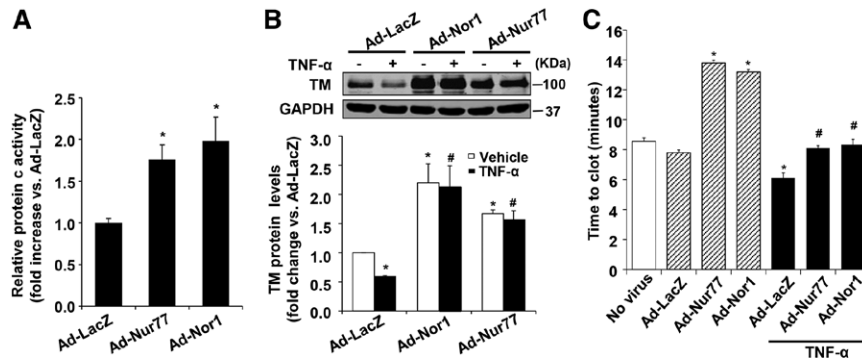 A
Relative protein c activity
(fold increase vs. Ad-LacZ)
2.5
2.0
1.5
1.0
0.5
0.0
*
*
Ad-LacZ
Ad-Nur77
Ad-Nor1
B
Ad-LacZ
Ad-Nor1
Ad-Nur77
TNF-α - + - + - + (KDa)
TM
100
GAPDH
37
TM protein levels
(fold change vs. Ad-LacZ)
3.0
2.5
2.0
1.5
1.0
0.5
0.0
Vehicle
TNF-α
*
*
#
*
#
Ad-LacZ
Ad-Nor1
Ad-Nur77
C
Time to clot (minutes)
16
14
12
10
8
6
4
2
0
*
*
*
#
#
No virus
Ad-LacZ
Ad-Nur77
Ad-Nor1
Ad-LacZ
Ad-Nur77
Ad-Nor1
TNF-α